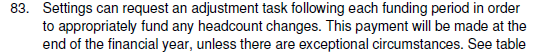 83. Settings can request an adjustment task following each funding period in order
to appropriately fund any headcount changes. This payment will be made at the
end of the financial year, unless there are exceptional circumstances. See table